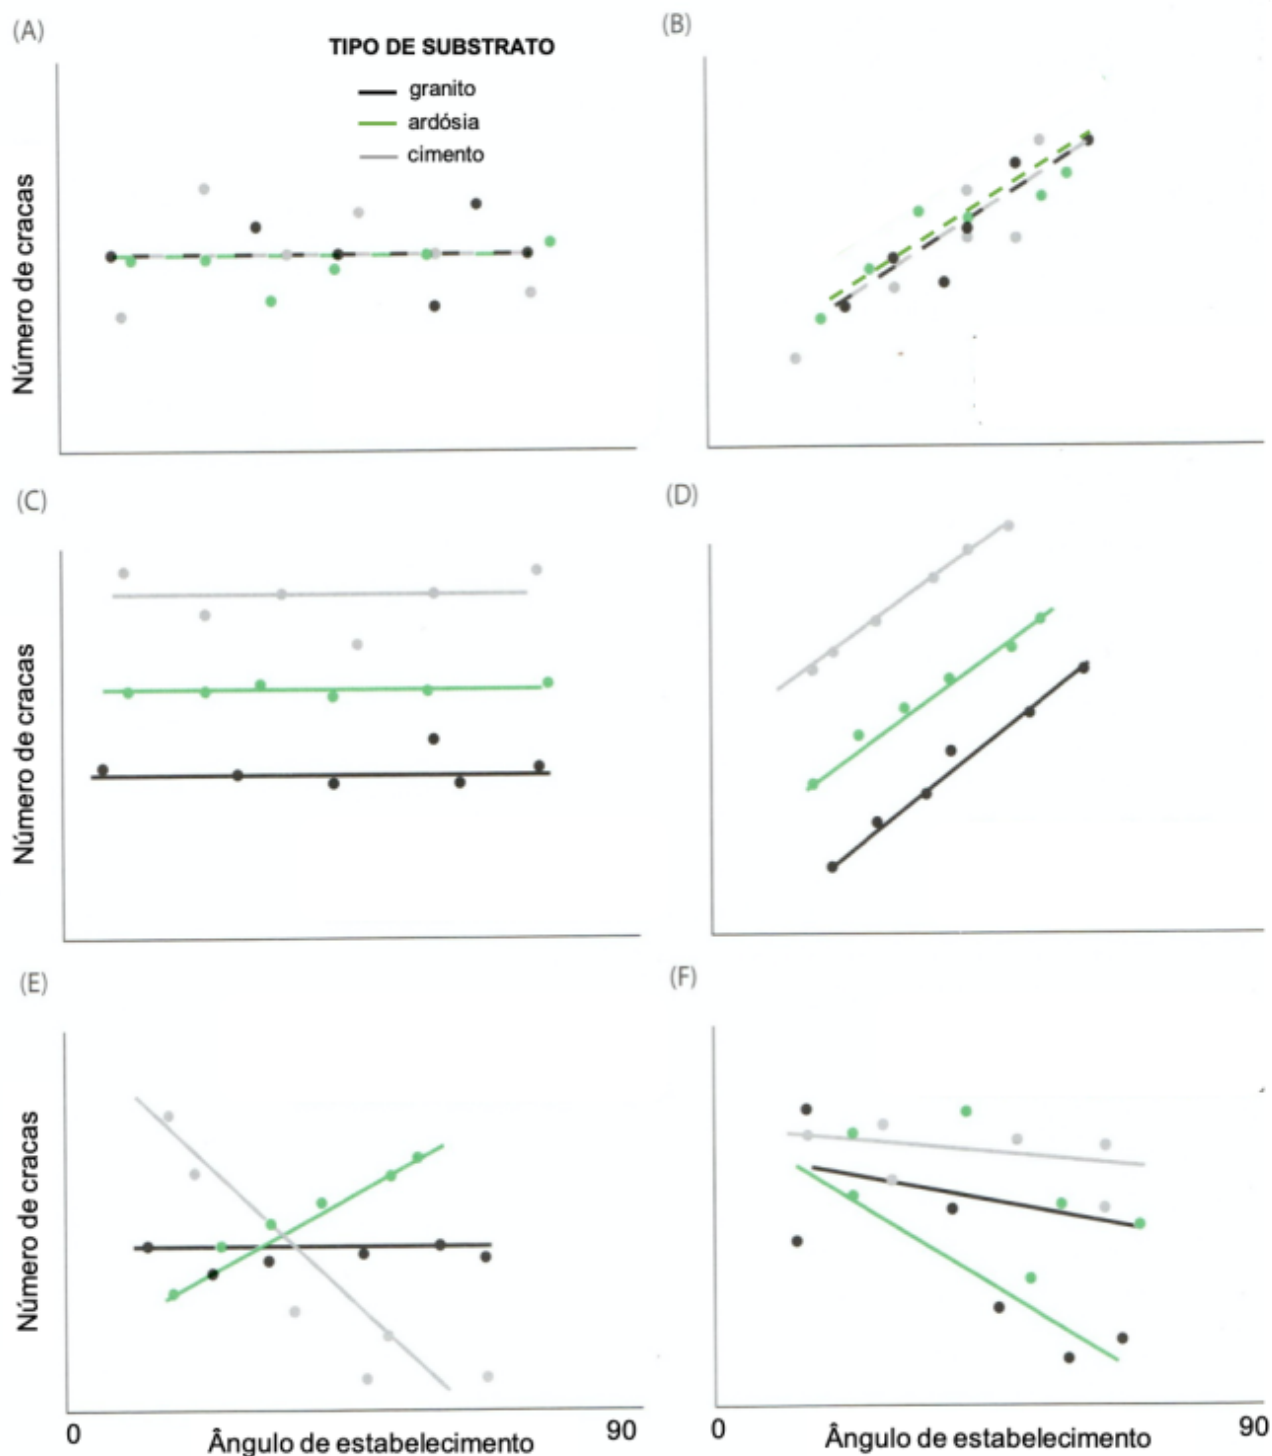 (A)
TIPO DE SUBSTRATO
granito
ardósia
cimento
Número de cracas
(B)
(C)
Número de cracas
(D)
(E)
Número de cracas
0
90
Ângulo de estabelecimento
(F)
0
90
Ângulo de estabelecimento